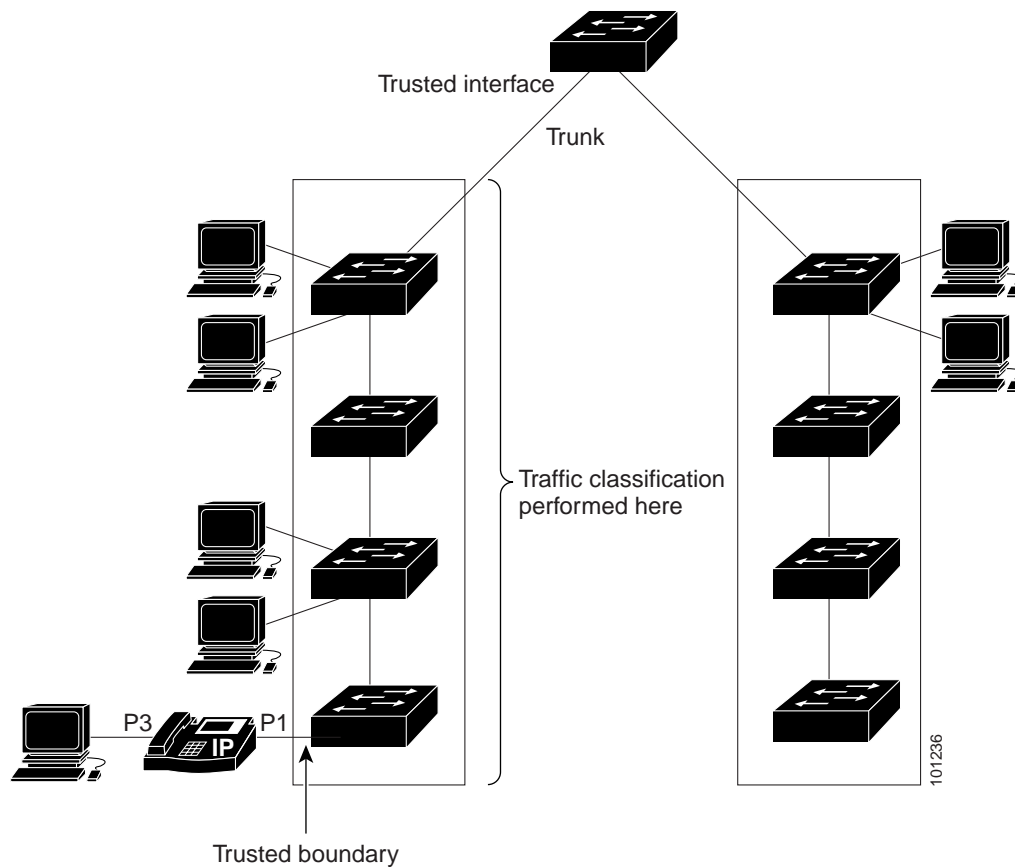 Trusted interface
Trunk
Traffic classification
performed here
P3
IP
P1
101236
Trusted boundary